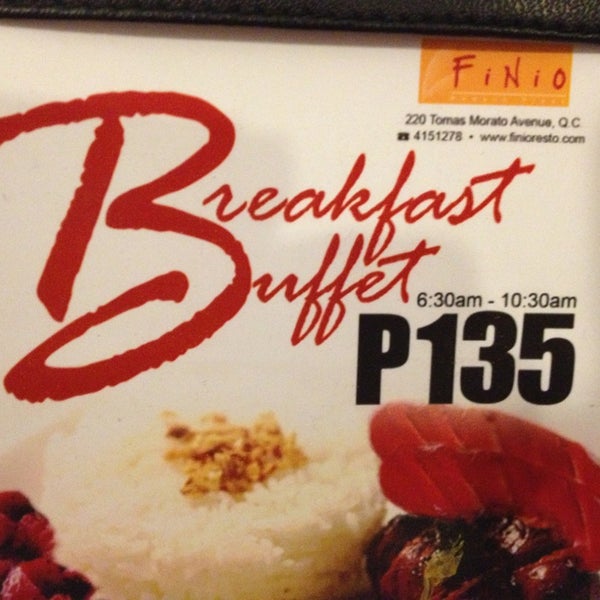 FiNiO
220 Tomas Morato Avenue, Q.C.
☎ 4151278 • www.finioresto.com
Breakfast
Buffet
6:30am - 10:30am
P135